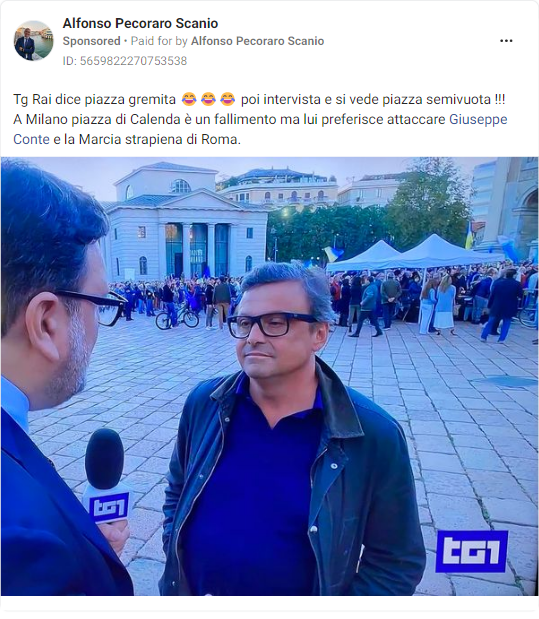 Alfonso Pecoraro Scanio
Sponsored • Paid for by Alfonso Pecoraro Scanio
ID: 5659822270753538
Tg Rai dice piazza gremita 😂 😂 😂 poi intervista e si vede piazza semivuota !!!
A Milano piazza di Calenda è un fallimento ma lui preferisce attaccare Giuseppe
Conte e la Marcia strapiena di Roma.
TG1
TG1